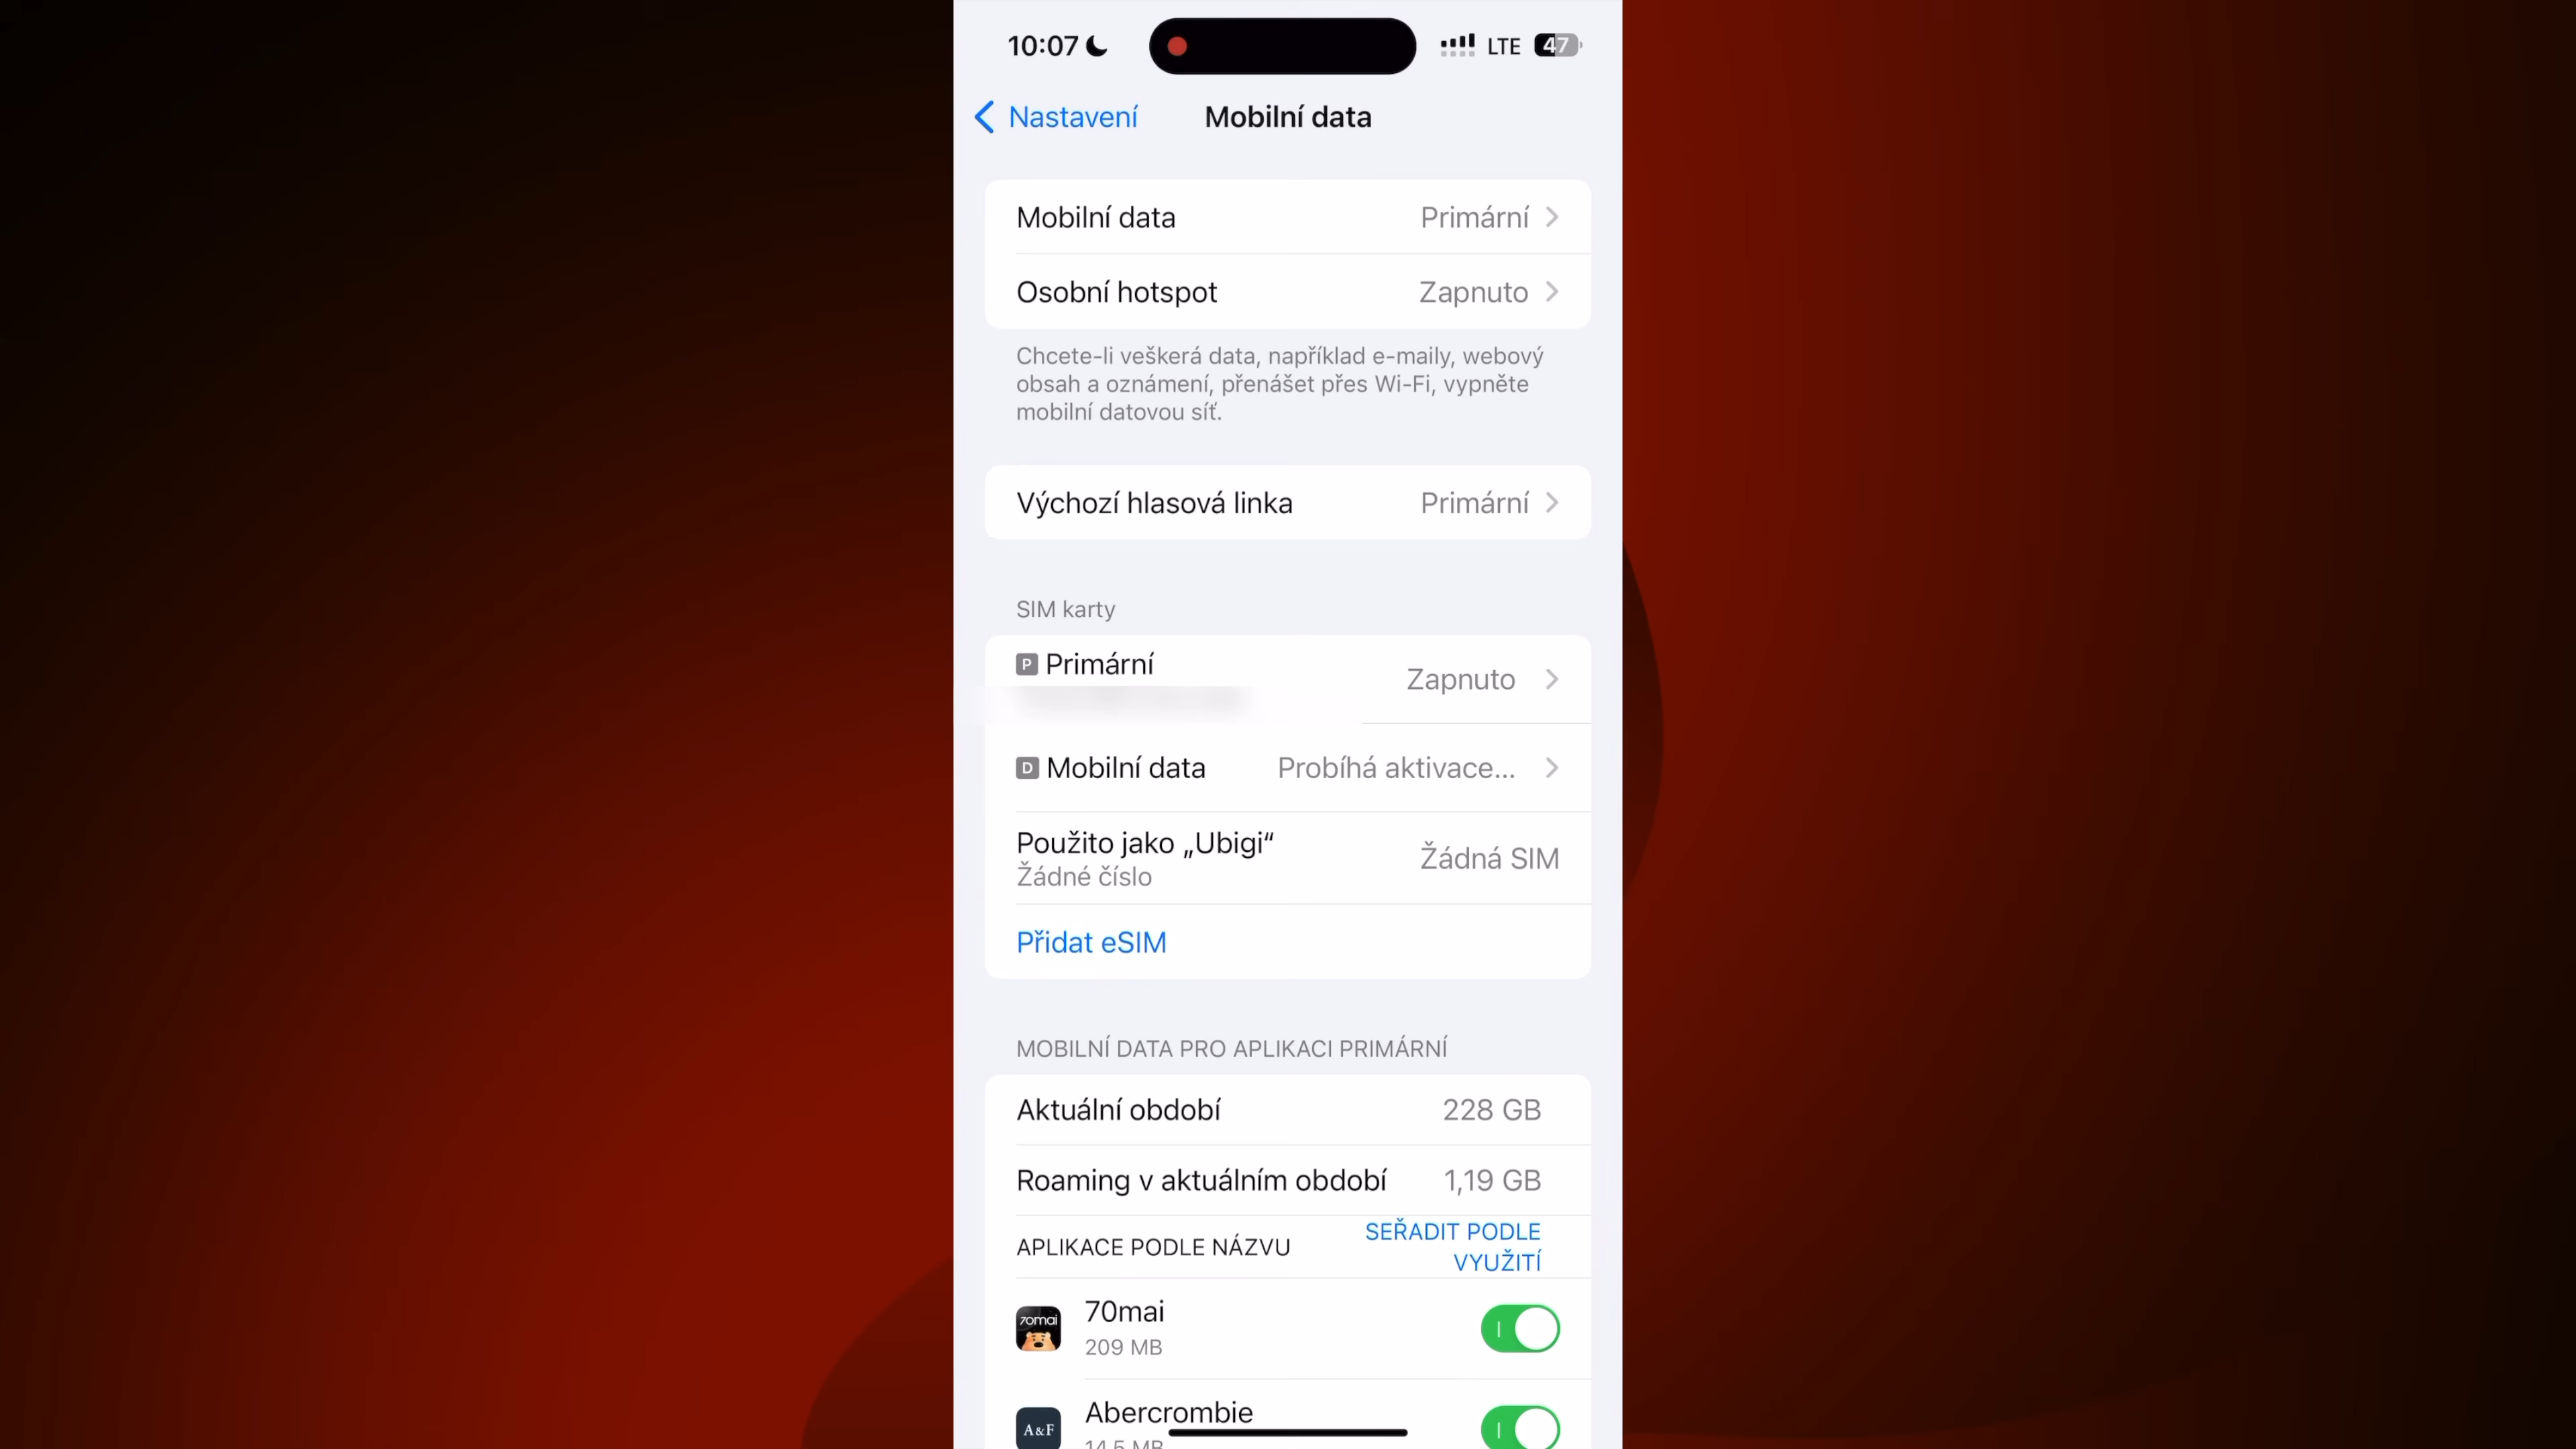 10:07
LTE
47
Nastavení
Mobilní data
Mobilní data
Primární
Osobní hotspot
Zapnuto
Chcete-li veškerá data, například e-maily, webový
obsah a oznámení, přenášet přes Wi-Fi, vypněte
mobilní datovou síť.
Výchozí hlasová linka
Primární
SIM karty
P Primární
Zapnuto
D Mobilní data
Probíhá aktivace...
Použito jako „Ubigi“
Žádné číslo
Žádná SIM
Přidat eSIM
MOBILNÍ DATA PRO APLIKACI PRIMÁRNÍ
Aktuální období
228 GB
Roaming v aktuálním období
1,19 GB
APLIKACE PODLE NÁZVU
SEŘADIT PODLE
VYUŽITÍ
70mai
70mai
209 MB
A&F
Abercrombie
14,5 MB